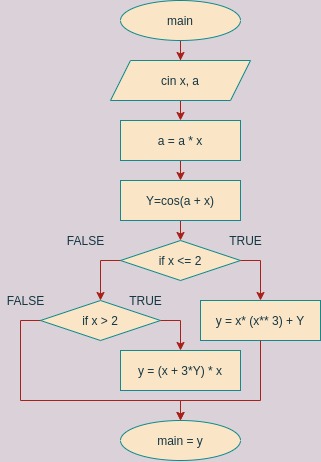 main
cin x, a
a = a * x
Y=cos(a + x)
FALSE
TRUE
if x <= 2
FALSE
TRUE
if x > 2
y = x* (x** 3) + Y
y = (x + 3*Y) * x
main = y